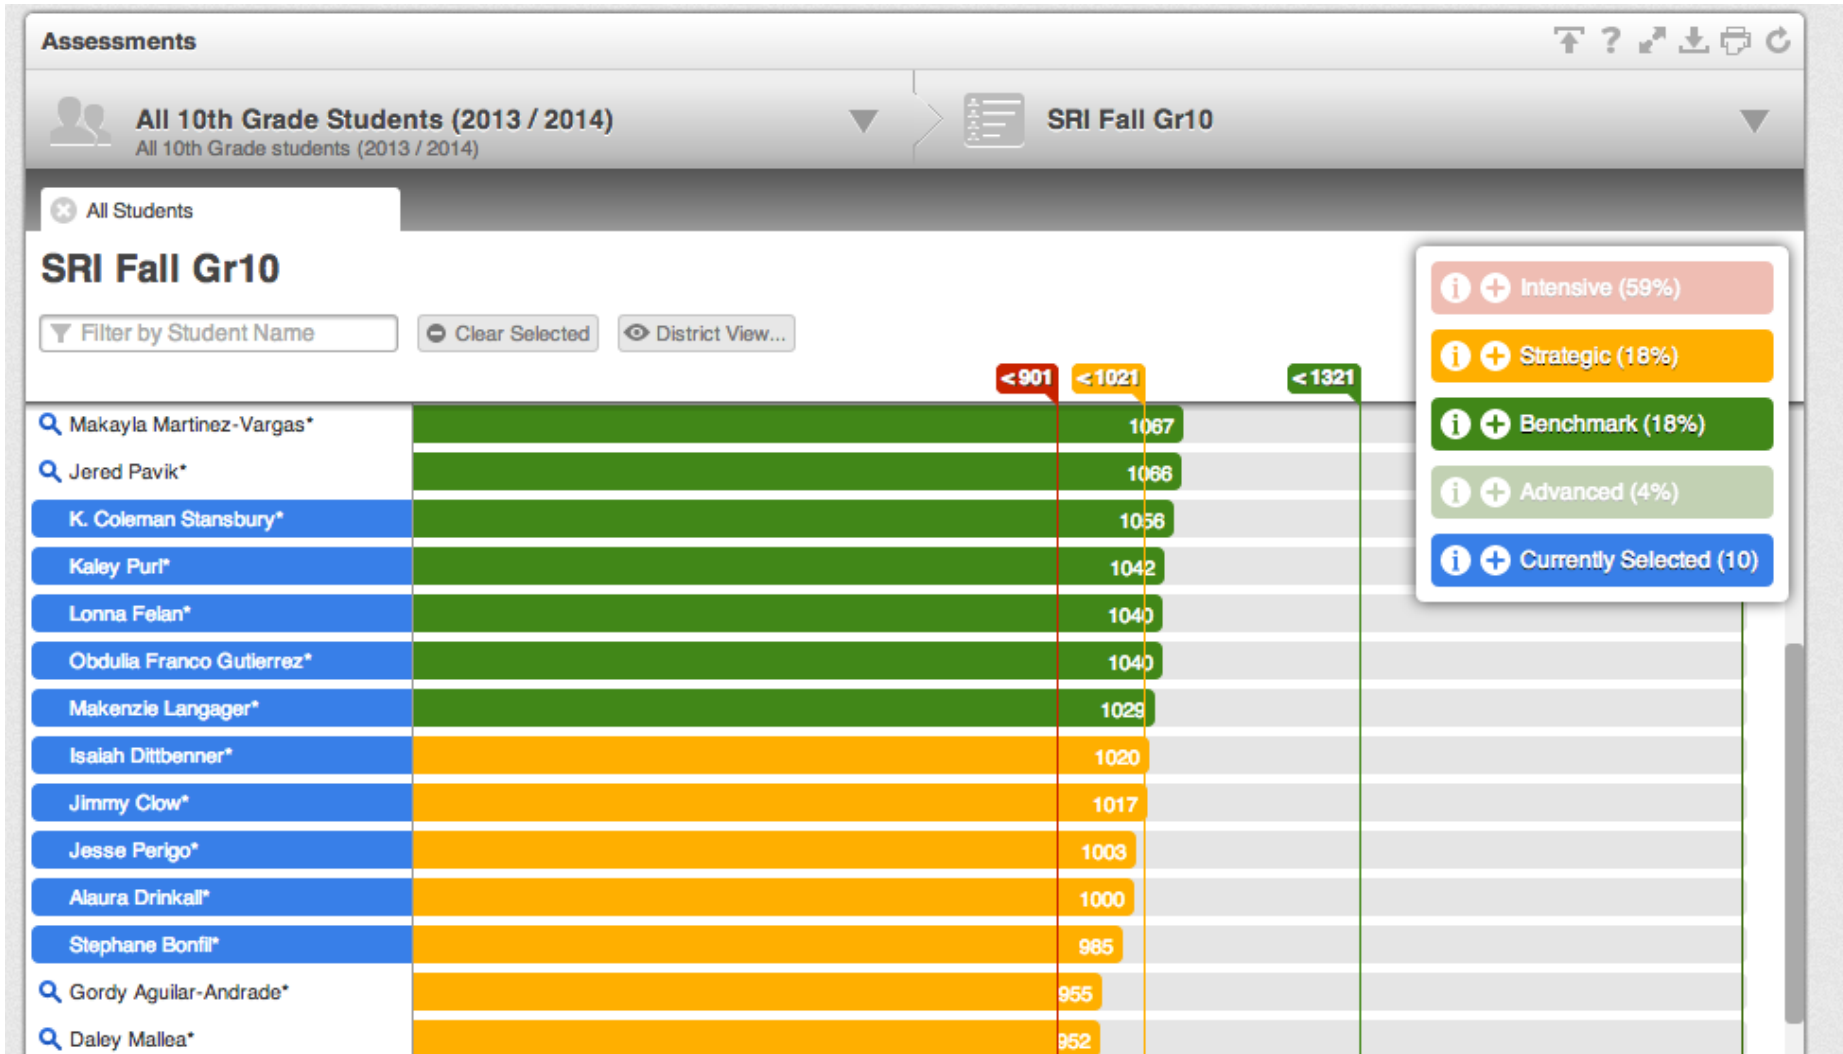 Assessments
?
All 10th Grade Students (2013 / 2014)
All 10th Grade students (2013 / 2014)
SRI Fall Gr10
All Students
SRI Fall Gr10
Filter by Student Name
Clear Selected
District View...
<901
<1021
<1321
Intensive (59%)
Strategic (18%)
Benchmark (18%)
Advanced (4%)
Currently Selected (10)
Makayla Martinez-Vargas* 1067
Jered Pavik* 1066
K. Coleman Stansbury* 1056
Kaley Purl* 1042
Lonna Felan* 1040
Obdulia Franco Gutierrez* 1040
Makenzie Langager* 1029
Isaiah Dittbenner* 1020
Jimmy Clow* 1017
Jesse Perigo* 1003
Alaura Drinkall* 1000
Stephane Bonfil* 985
Gordy Aguilar-Andrade* 955
Daley Mallea* 952